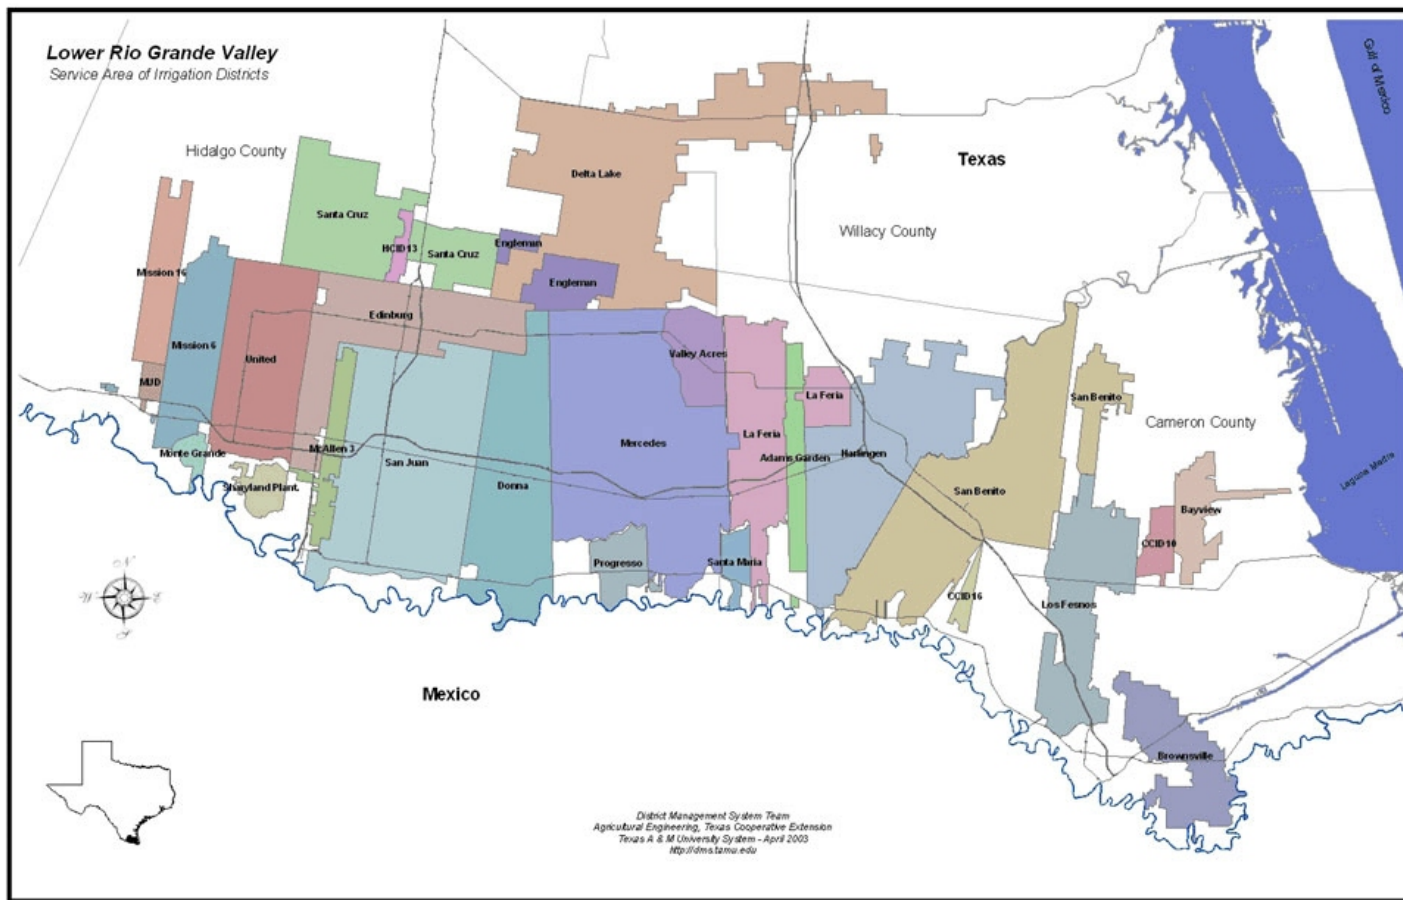 Lower Rio Grande Valley
Service Area of Irrigation Districts
Gulf of Mexico
Hidalgo County
Texas
Delta Lake
Santa Cruz
Willacy County
HCID13
Santa Cruz
Engleman
Mission 16
Engleman
Edinburg
Mission 6
United
Valley Acres
MUD
La Feria
San Benito
Cameron County
La Feria
Mercedes
McAllen 3
Monte Grande
San Juan
Adams Garden
Harlingen
Laguna Madre
Sharyland Plant.
Donna
San Benito
Bayview
CCID10
Progresso
Santa Maria
N
W
E
S
CCID16
Los Fesnos
Mexico
Brownsville
District Management System Team
Agricultural Engineering, Texas Cooperative Extension
Texas A & M University System - April 2003
http://dms.tamu.edu